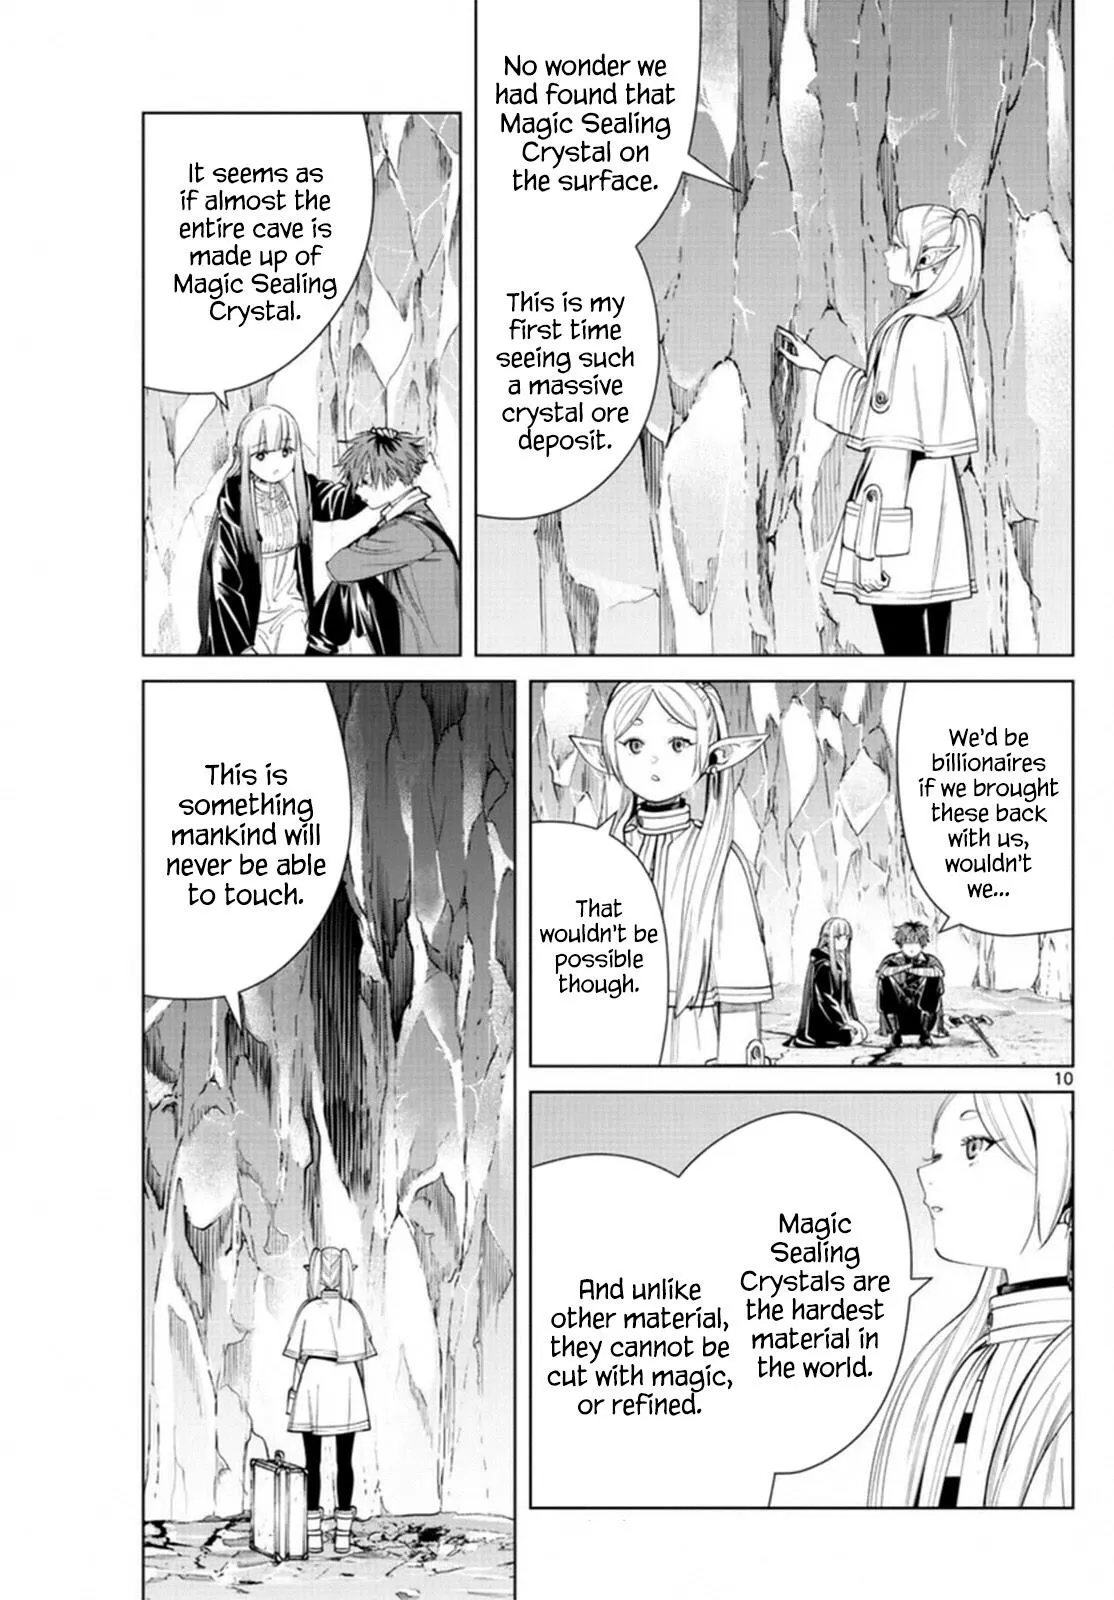 No wonder we
had found that
Magic Sealing
Crystal on
the surface.
This is my
first time
seeing such
a massive
crystal ore
deposit.
It seems as
if almost the
entire cave is
made up of
Magic Sealing
Crystal.
We'd be
billionaires
if we brought
these back
with us,
wouldn't
we...
That
wouldn't be
possible
though.
10
Magic
Sealing
Crystals are
the hardest
material in
the world.
And unlike
other material,
they cannot be
cut with magic,
or refined.
This is
something
mankind will
never be able
to touch.